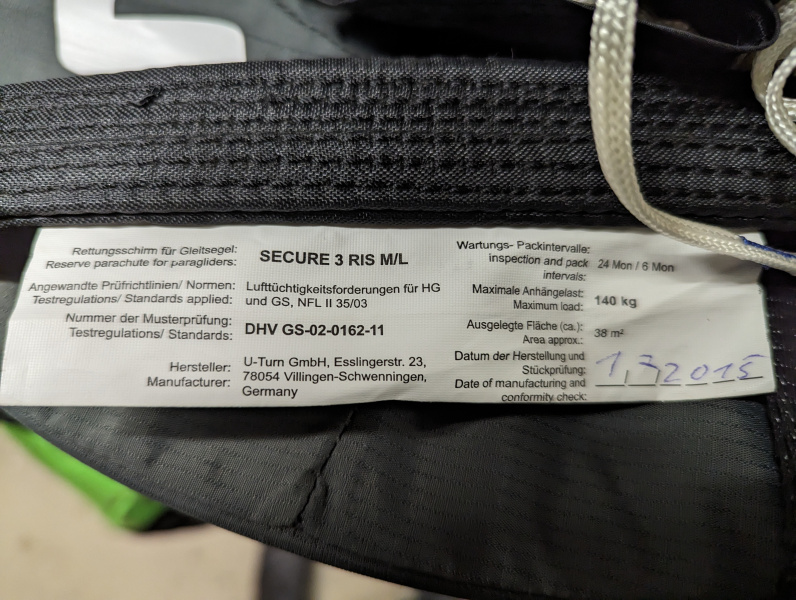 Rettungsschirm für Gleitsegel:
Reserve parachute for paragliders:
SECURE 3 RIS M/L
Angewandte Prüfrichtlinien/ Normen:
Testregulations/ Standards applied:
Lufttüchtigkeitsforderungen für HG
und GS, NFL II 35/03
Nummer der Musterprüfung:
Testregulations/ Standards:
DHV GS-02-0162-11
Hersteller:
Manufacturer:
U-Turn GmbH, Esslingerstr. 23,
78054 Villingen-Schwenningen,
Germany
Wartungs- Packintervalle:
inspection and pack
intervals:
24 Mon / 6 Mon
Maximale Anhängelast:
Maximum load:
140 kg
Ausgelegte Fläche (ca.):
Area approx.:
38 m²
Datum der Herstellung und
Stückprüfung:
Date of manufacturing and
conformity check:
1,7,2015